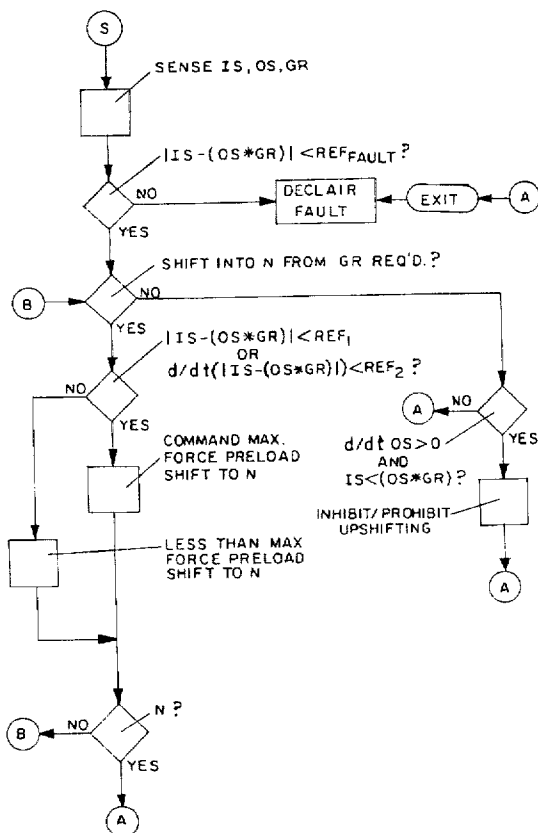 S
SENSE IS, OS, GR
|IS-(OS*GR)| <REF FAULT ?
NO
DECLAIR
FAULT
EXIT
A
YES
B
SHIFT INTO N FROM GR REQ'D.?
NO
YES
|IS-(OS*GR)|<REF1
OR
d/dt(|IS-(OS*GR)|)<REF2 ?
NO
YES
COMMAND MAX.
FORCE PRELOAD
SHIFT TO N
A
NO
YES
d/dt OS>0
AND
IS<(OS*GR)?
INHIBIT/PROHIBIT
UPSHIFTING
A
LESS THAN MAX
FORCE PRELOAD
SHIFT TO N
N ?
B
NO
YES
A